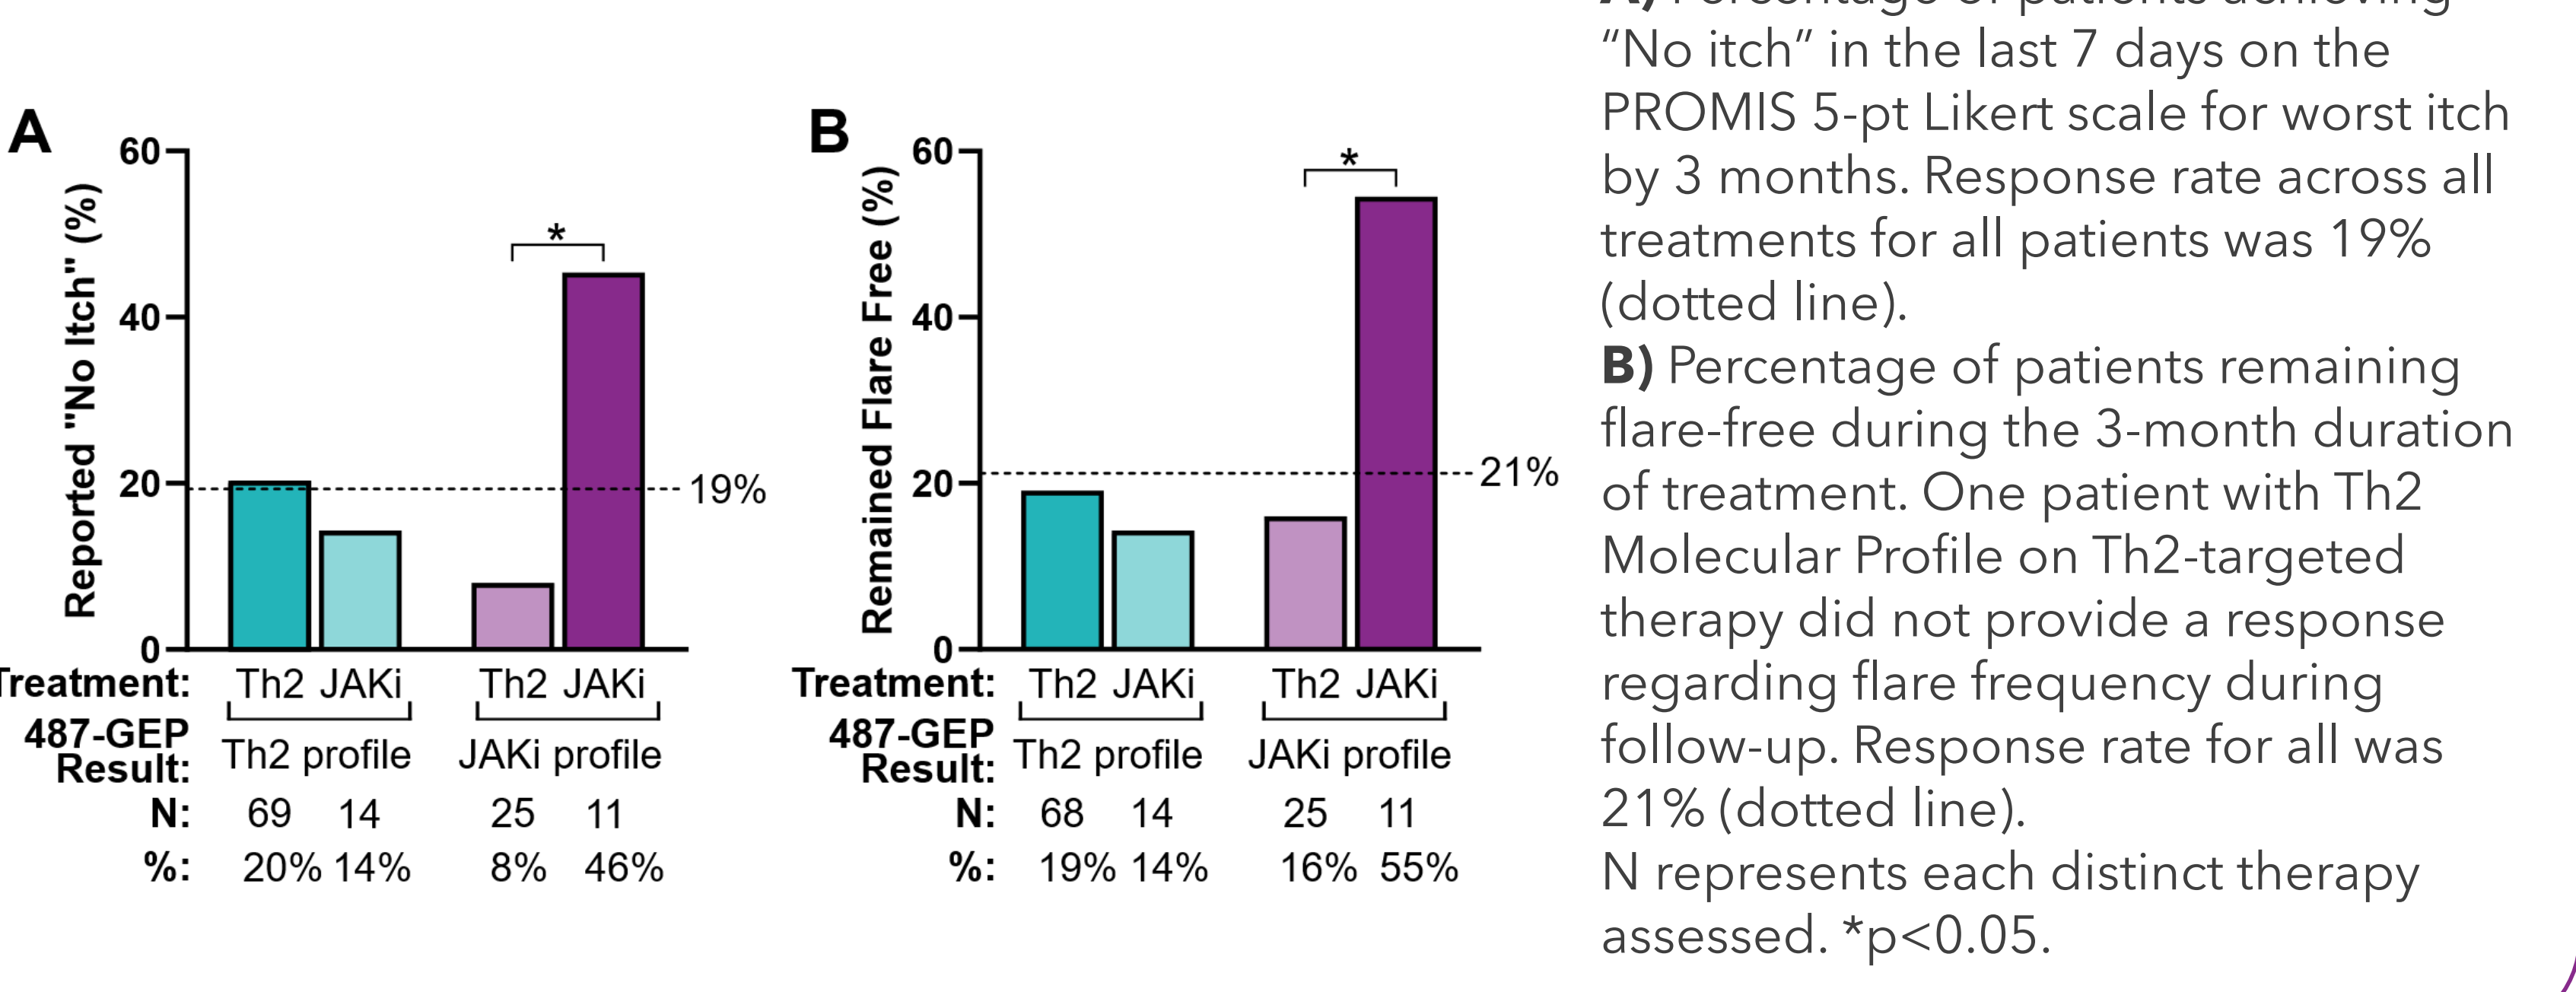 A
Reported "No Itch" (%)
60
40
20
0
*
19%
Treatment: Th2 JAKi Th2 JAKi
487-GEP
Result: Th2 profile JAKi profile
N: 69 14 25 11
%: 20% 14% 8% 46%
B
Remained Flare Free (%)
60
40
20
0
*
21%
Treatment: Th2 JAKi Th2 JAKi
487-GEP
Result: Th2 profile JAKi profile
N: 68 14 25 11
%: 19% 14% 16% 55%
A) Percentage of patients achieving
“No itch” in the last 7 days on the
PROMIS 5-pt Likert scale for worst itch
by 3 months. Response rate across all
treatments for all patients was 19%
(dotted line).
B) Percentage of patients remaining
flare-free during the 3-month duration
of treatment. One patient with Th2
Molecular Profile on Th2-targeted
therapy did not provide a response
regarding flare frequency during
follow-up. Response rate for all was
21% (dotted line).
N represents each distinct therapy
assessed. *p<0.05.